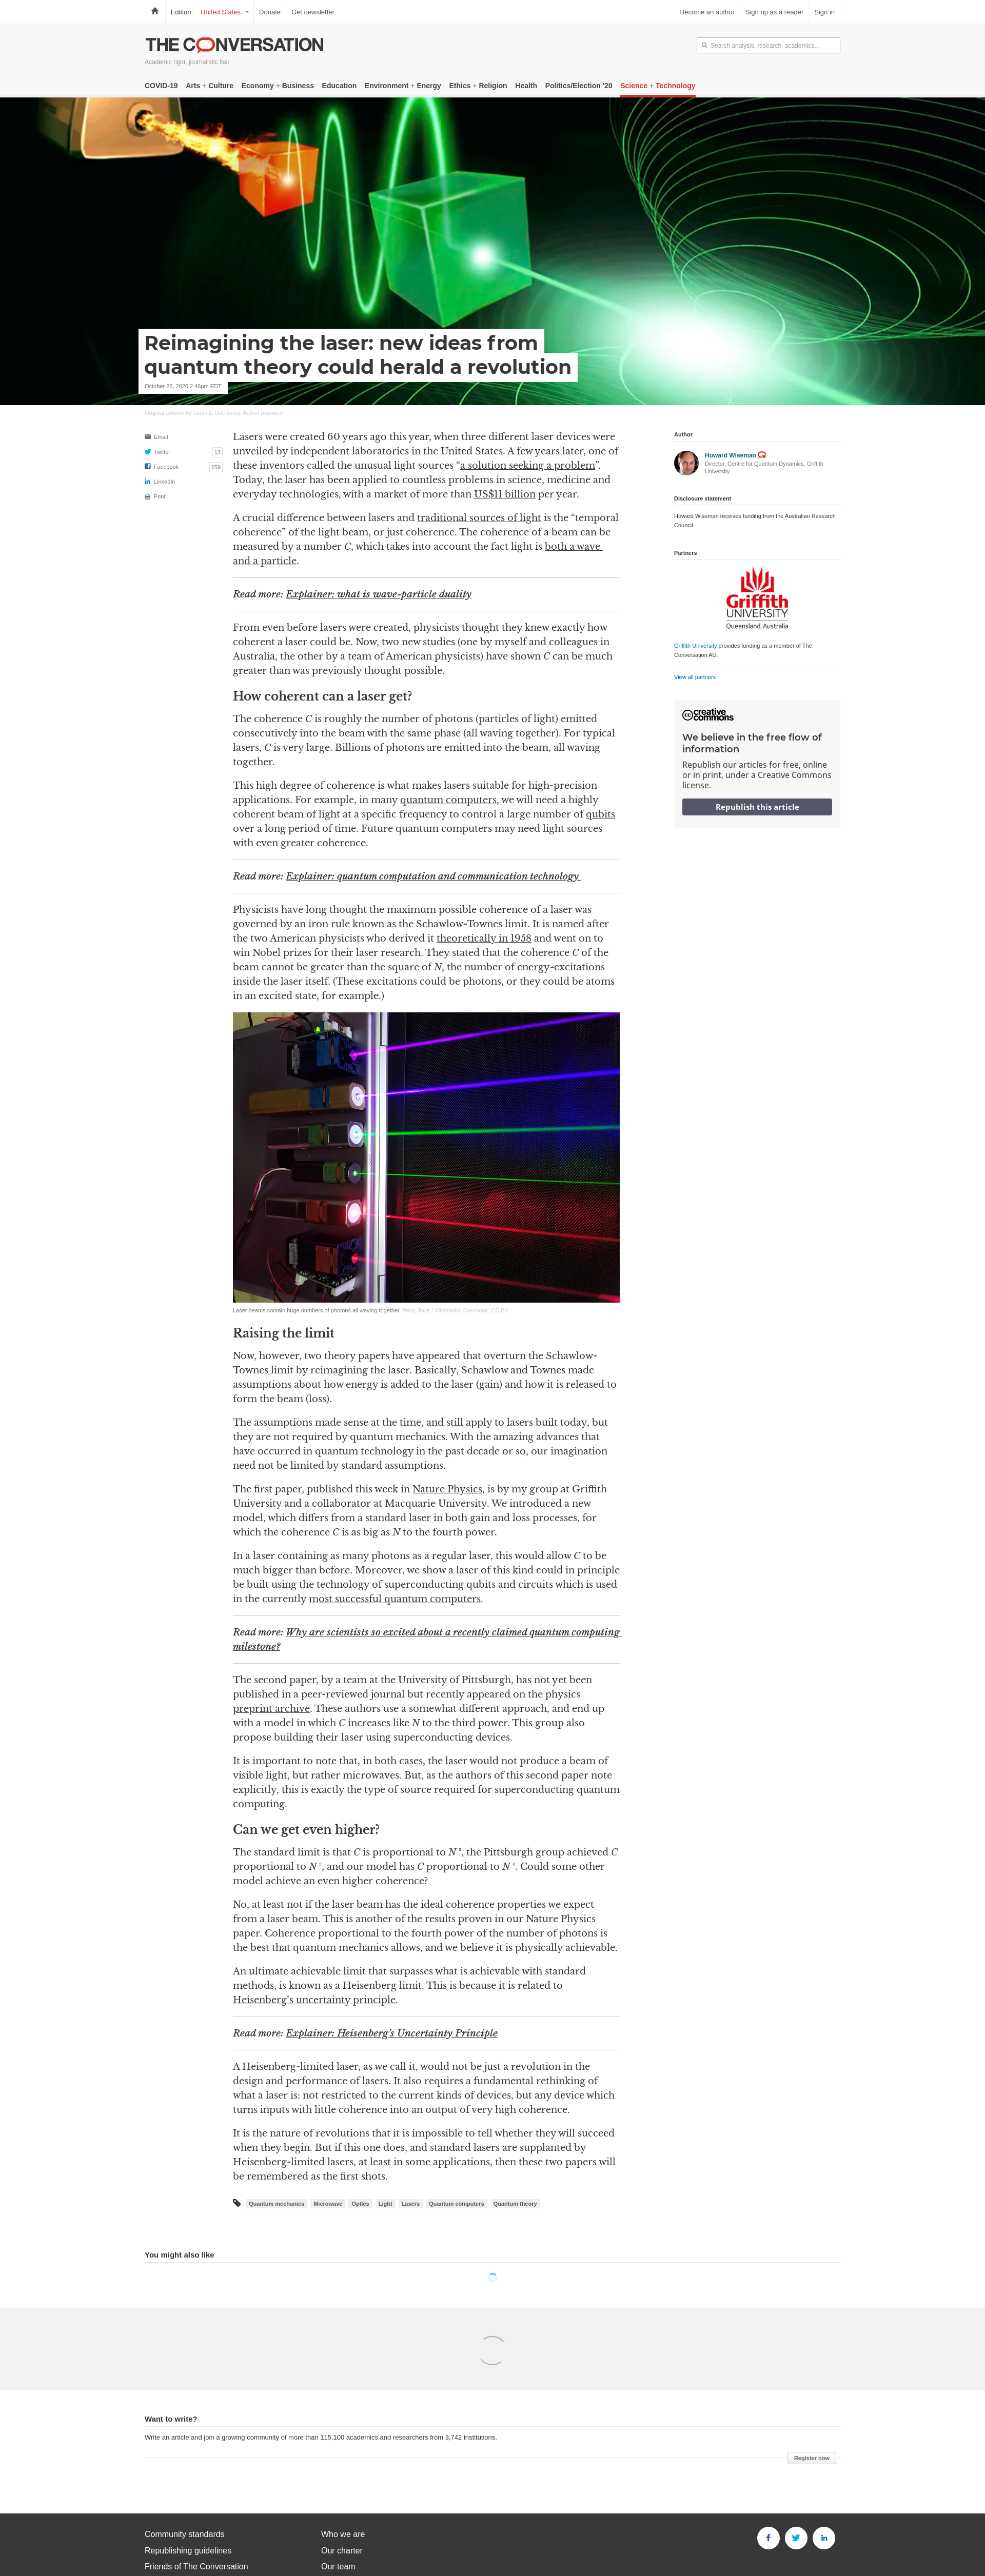 Edition: United States Donate Get newsletter Become an author Sign up as a reader Sign in
THE CONVERSATION
Search analysis, research, academics…
Academic rigor, journalistic flair
COVID-19 Arts + Culture Economy + Business Education Environment + Energy Ethics + Religion Health Politics/Election '20 Science + Technology
Reimagining the laser: new ideas from
quantum theory could herald a revolution
October 26, 2020 2.46pm EDT
Email
Twitter 13
Facebook 159
LinkedIn
Print
Lasers were created 60 years ago this year, when three different laser devices were
unveiled by independent laboratories in the United States. A few years later, one of
these inventors called the unusual light sources “a solution seeking a problem”.
Today, the laser has been applied to countless problems in science, medicine and
everyday technologies, with a market of more than US$11 billion per year.
A crucial difference between lasers and traditional sources of light is the “temporal
coherence” of the light beam, or just coherence. The coherence of a beam can be
measured by a number C, which takes into account the fact light is both a wave
and a particle.
Read more: Explainer: what is wave-particle duality
From even before lasers were created, physicists thought they knew exactly how
coherent a laser could be. Now, two new studies (one by myself and colleagues in
Australia, the other by a team of American physicists) have shown C can be much
greater than was previously thought possible.
How coherent can a laser get?
The coherence C is roughly the number of photons (particles of light) emitted
consecutively into the beam with the same phase (all waving together). For typical
lasers, C is very large. Billions of photons are emitted into the beam, all waving
together.
This high degree of coherence is what makes lasers suitable for high-precision
applications. For example, in many quantum computers, we will need a highly
coherent beam of light at a specific frequency to control a large number of qubits
over a long period of time. Future quantum computers may need light sources
with even greater coherence.
Read more: Explainer: quantum computation and communication technology
Physicists have long thought the maximum possible coherence of a laser was
governed by an iron rule known as the Schawlow-Townes limit. It is named after
the two American physicists who derived it theoretically in 1958 and went on to
win Nobel prizes for their laser research. They stated that the coherence C of the
beam cannot be greater than the square of N, the number of energy-excitations
inside the laser itself. (These excitations could be photons, or they could be atoms
in an excited state, for example.)
Laser beams contain huge numbers of photons all waving together. Peng Jiajie / Wikimedia Commons, CC BY
Raising the limit
Now, however, two theory papers have appeared that overturn the Schawlow-
Townes limit by reimagining the laser. Basically, Schawlow and Townes made
assumptions about how energy is added to the laser (gain) and how it is released to
form the beam (loss).
The assumptions made sense at the time, and still apply to lasers built today, but
they are not required by quantum mechanics. With the amazing advances that
have occurred in quantum technology in the past decade or so, our imagination
need not be limited by standard assumptions.
The first paper, published this week in Nature Physics, is by my group at Griffith
University and a collaborator at Macquarie University. We introduced a new
model, which differs from a standard laser in both gain and loss processes, for
which the coherence C is as big as N to the fourth power.
In a laser containing as many photons as a regular laser, this would allow C to be
much bigger than before. Moreover, we show a laser of this kind could in principle
be built using the technology of superconducting qubits and circuits which is used
in the currently most successful quantum computers.
Read more: Why are scientists so excited about a recently claimed quantum computing
milestone?
The second paper, by a team at the University of Pittsburgh, has not yet been
published in a peer-reviewed journal but recently appeared on the physics
preprint archive. These authors use a somewhat different approach, and end up
with a model in which C increases like N to the third power. This group also
propose building their laser using superconducting devices.
It is important to note that, in both cases, the laser would not produce a beam of
visible light, but rather microwaves. But, as the authors of this second paper note
explicitly, this is exactly the type of source required for superconducting quantum
computing.
Can we get even higher?
The standard limit is that C is proportional to N ², the Pittsburgh group achieved C
proportional to N ³, and our model has C proportional to N ⁴. Could some other
model achieve an even higher coherence?
No, at least not if the laser beam has the ideal coherence properties we expect
from a laser beam. This is another of the results proven in our Nature Physics
paper. Coherence proportional to the fourth power of the number of photons is
the best that quantum mechanics allows, and we believe it is physically achievable.
An ultimate achievable limit that surpasses what is achievable with standard
methods, is known as a Heisenberg limit. This is because it is related to
Heisenberg's uncertainty principle.
Read more: Explainer: Heisenberg's Uncertainty Principle
A Heisenberg-limited laser, as we call it, would not be just a revolution in the
design and performance of lasers. It also requires a fundamental rethinking of
what a laser is: not restricted to the current kinds of devices, but any device which
turns inputs with little coherence into an output of very high coherence.
It is the nature of revolutions that it is impossible to tell whether they will succeed
when they begin. But if this one does, and standard lasers are supplanted by
Heisenberg-limited lasers, at least in some applications, then these two papers will
be remembered as the first shots.
Quantum mechanics Microwave Optics Light Lasers Quantum computers Quantum theory
Author
Howard Wiseman
Director, Centre for Quantum Dynamics, Griffith
University
Disclosure statement
Howard Wiseman receives funding from the Australian Research
Council.
Partners
Griffith
UNIVERSITY
Queensland, Australia
Griffith University provides funding as a member of The
Conversation AU.
View all partners
cc creative
commons
We believe in the free flow of
information
Republish our articles for free, online
or in print, under a Creative Commons
license.
Republish this article
You might also like
Want to write?
Write an article and join a growing community of more than 115,100 academics and researchers from 3,742 institutions.
Register now
Community standards
Republishing guidelines
Friends of The Conversation
Who we are
Our charter
Our team